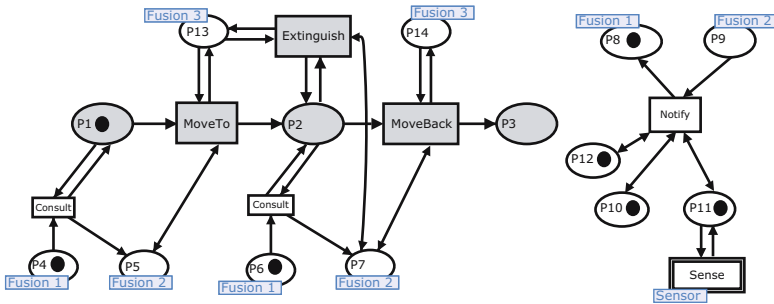 Fusion 3
P13
Extinguish
Fusion 3
P14
Fusion 1
P8
Fusion 2
P9
P1
MoveTo
P2
MoveBack
P3
Notify
P12
Consult
Consult
P10
P11
P4
Fusion 1
P5
Fusion 2
P6
Fusion 1
P7
Fusion 2
Sense
Sensor